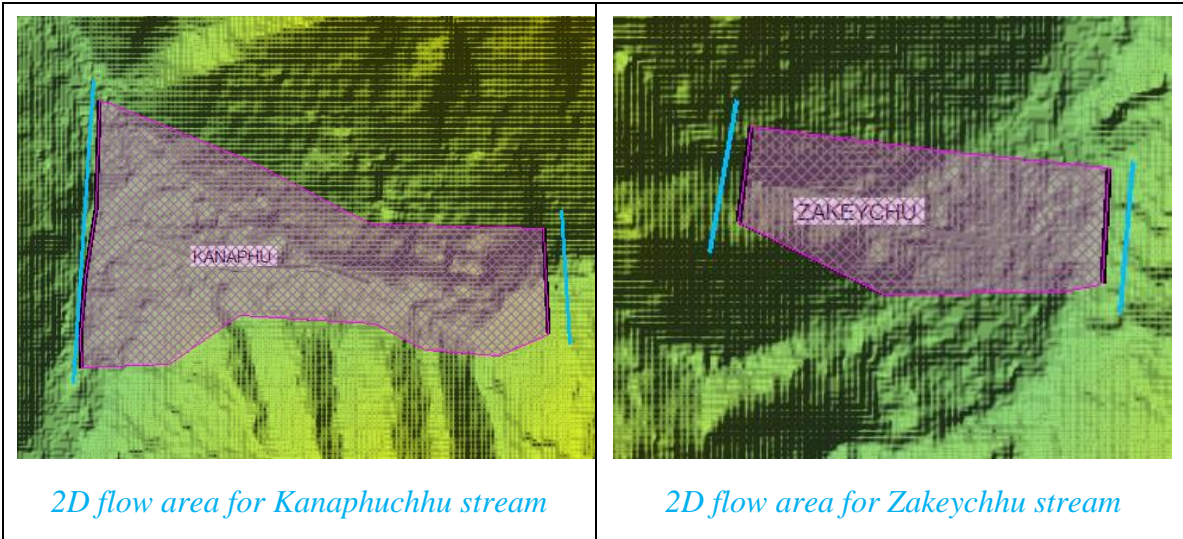 KANAPHU
ZAKEYCHU
2D flow area for Kanaphuchhu stream
2D flow area for Zakeychhu stream